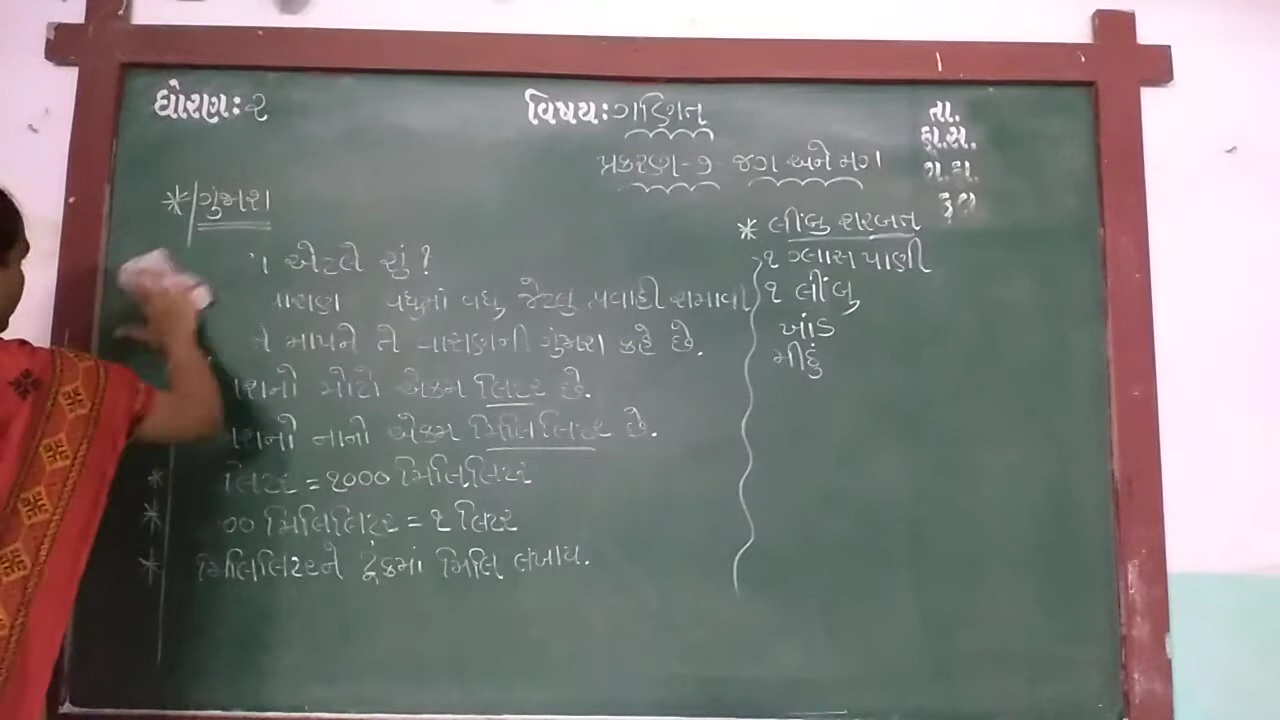 ધોરણ: ૨
વિષય: ગણિત
તા.
હા.સ.
ગે.હા.
કુલ
પ્રકરણ-૭ જગ અને મગ
* ગુંજાશ
એટલે શું?
વધુમાં વધુ જેટલું પ્રવાહી સમાવી
તે માપને તે વાસણની ગુંજાશ કહે છે.
મોટો એકમ લિટર છે.
નાનો એકમ મિલિલિટર છે.
* લિટર = ૧૦૦૦ મિલિલિટર
* ૦૦ મિલિલિટર = ૧ લિટર
* મિલિલિટરને ટૂંકમાં મિલિ લખાય.
* લીંબુ શરબત
૧ ગ્લાસ પાણી
૧ લીંબુ
ખાંડ
મીઠું